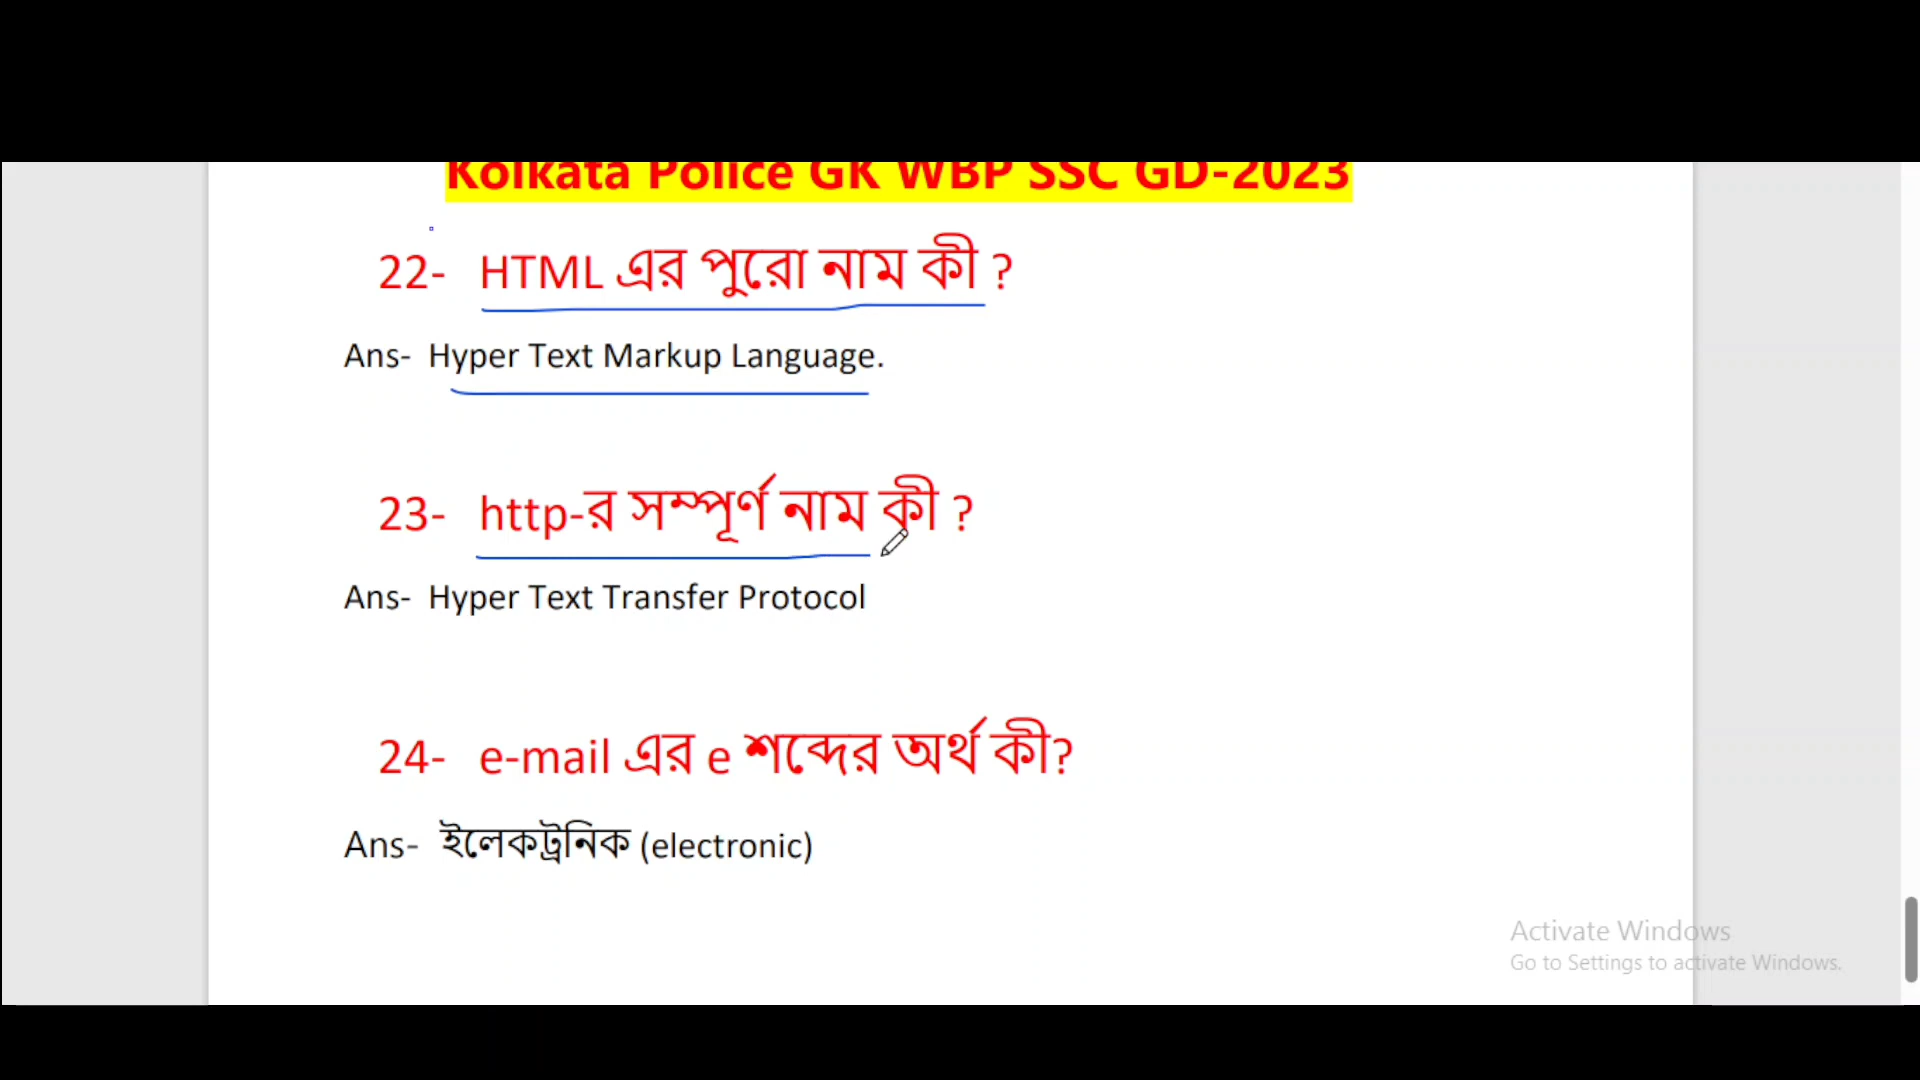 Kolkata Police GK WBP SSC GD-2023
22- HTML এর পুরো নাম কী ?
Ans- Hyper Text Markup Language.
23- http-র সম্পূর্ণ নাম কী ?
Ans- Hyper Text Transfer Protocol
24- e-mail এর e শব্দের অর্থ কী?
Ans- ইলেকট্রনিক (electronic)
Activate Windows
Go to Settings to activate Windows.